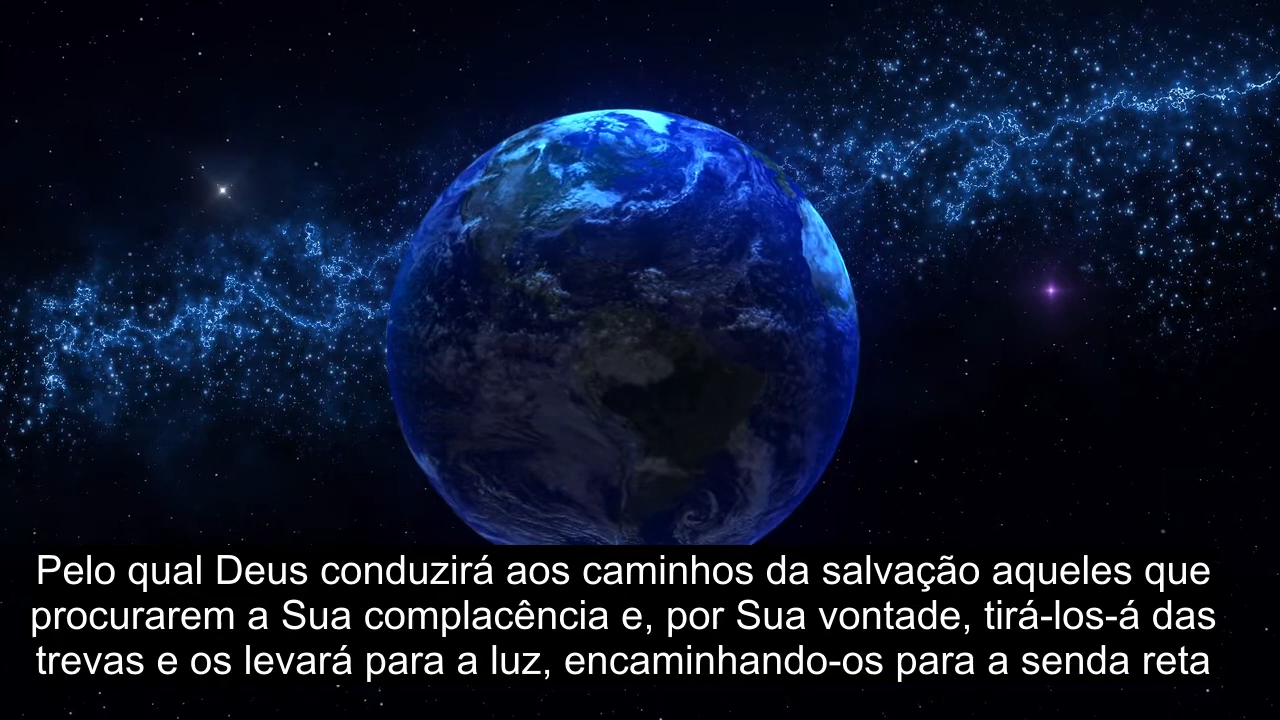 Pelo qual Deus conduzirá aos caminhos da salvação aqueles que
procurarem a Sua complacência e, por Sua vontade, tirá-los-á das
trevas e os levará para a luz, encaminhando-os para a senda reta